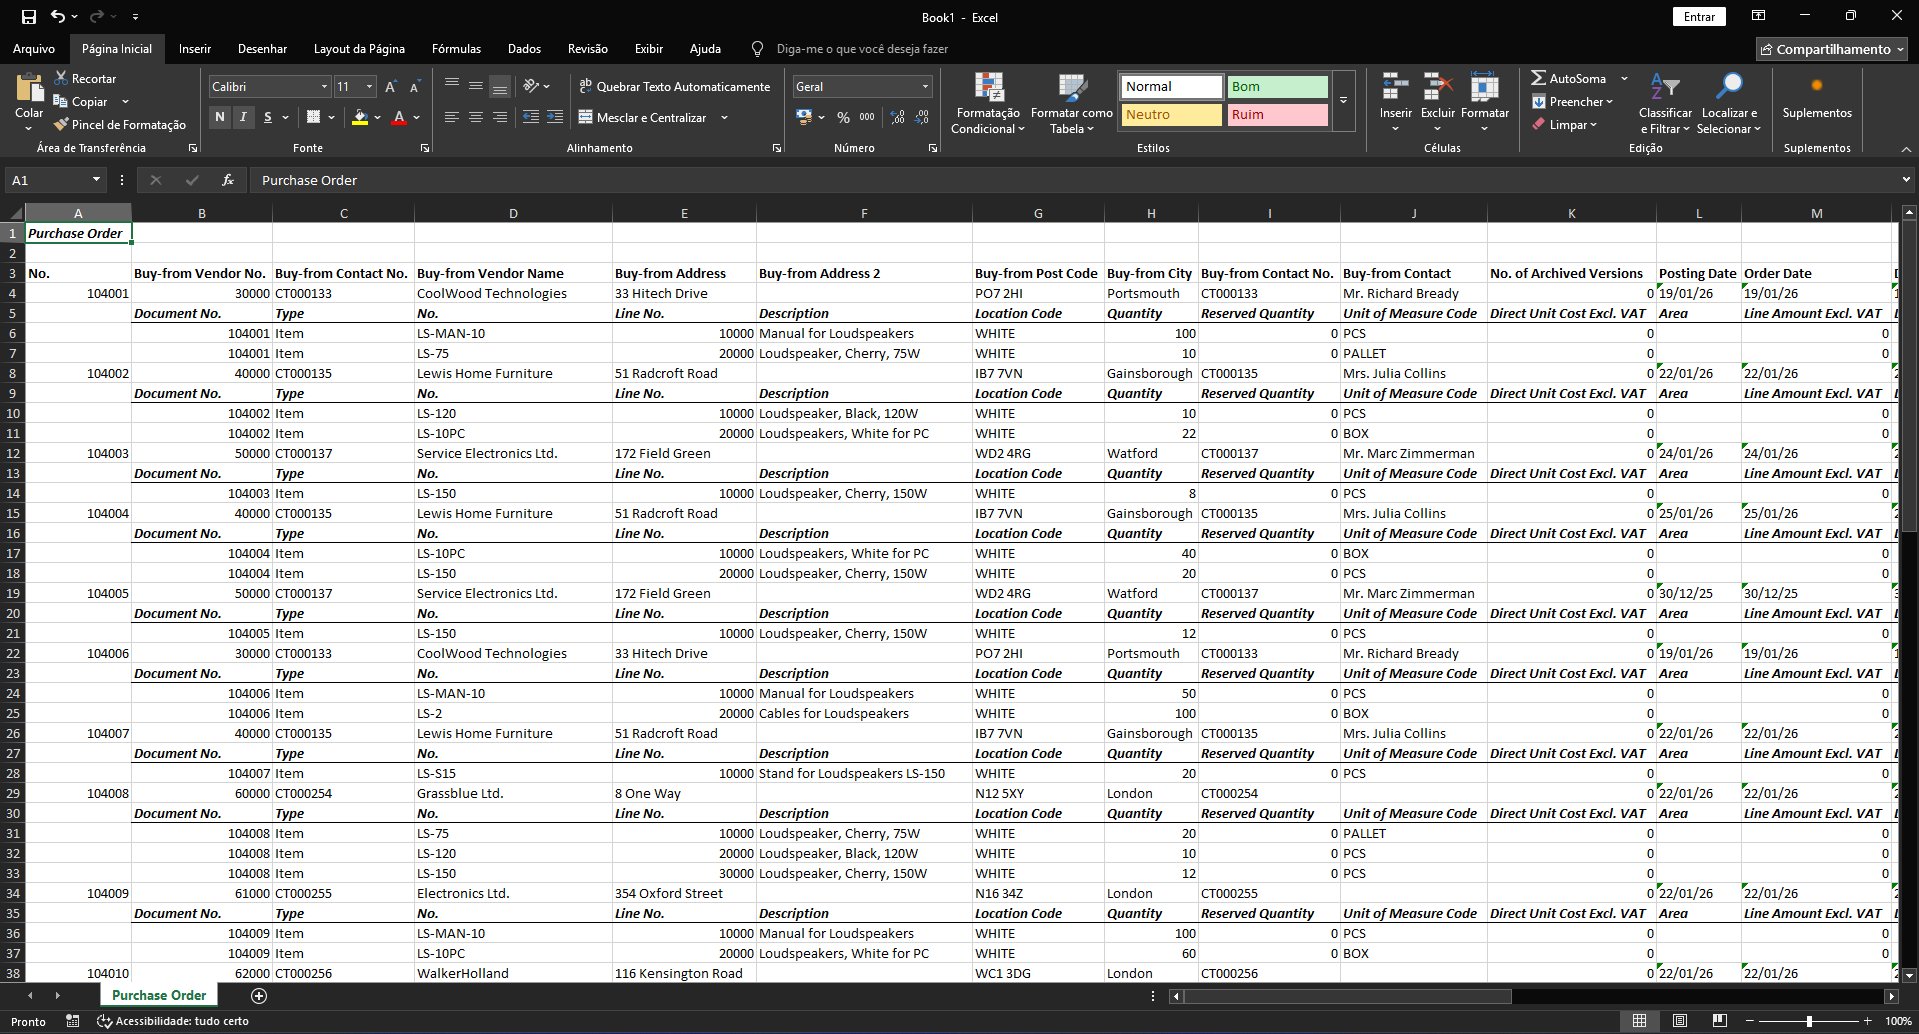 Book1 - Excel
Entrar
Arquivo Página Inicial Inserir Desenhar Layout da Página Fórmulas Dados Revisão Exibir Ajuda Diga-me o que você deseja fazer Compartilhamento
Colar
Recortar
Copiar
Pincel de Formatação
Área de Transferência
Calibri 11
N I S
Fonte
Quebrar Texto Automaticamente
Mesclar e Centralizar
Alinhamento
Geral
% 000
Número
Formatação Condicional
Formatar como Tabela
Normal Bom
Neutro Ruim
Estilos
Inserir Excluir Formatar
Células
AutoSoma
Preencher
Limpar
Classificar e Filtrar
Localizar e Selecionar
Edição
Suplementos
Suplementos
A1 fx Purchase Order
A B C D E F G H I J K L M
1 Purchase Order
2
3 No. Buy-from Vendor No. Buy-from Contact No. Buy-from Vendor Name Buy-from Address Buy-from Address 2 Buy-from Post Code Buy-from City Buy-from Contact No. Buy-from Contact No. of Archived Versions Posting Date Order Date
4 104001 30000 CT000133 CoolWood Technologies 33 Hitech Drive PO7 2HI Portsmouth CT000133 Mr. Richard Bready 0 19/01/26 19/01/26
5 Document No. Type No. Line No. Description Location Code Quantity Reserved Quantity Unit of Measure Code Direct Unit Cost Excl. VAT Area Line Amount Excl. VAT
6 104001 Item LS-MAN-10 10000 Manual for Loudspeakers WHITE 100 0 PCS 0 0
7 104001 Item LS-75 20000 Loudspeaker, Cherry, 75W WHITE 10 0 PALLET 0 0
8 104002 40000 CT000135 Lewis Home Furniture 51 Radcroft Road IB7 7VN Gainsborough CT000135 Mrs. Julia Collins 0 22/01/26 22/01/26
9 Document No. Type No. Line No. Description Location Code Quantity Reserved Quantity Unit of Measure Code Direct Unit Cost Excl. VAT Area Line Amount Excl. VAT
10 104002 Item LS-120 10000 Loudspeaker, Black, 120W WHITE 10 0 PCS 0 0
11 104002 Item LS-10PC 20000 Loudspeakers, White for PC WHITE 22 0 BOX 0 0
12 104003 50000 CT000137 Service Electronics Ltd. 172 Field Green WD2 4RG Watford CT000137 Mr. Marc Zimmerman 0 24/01/26 24/01/26
13 Document No. Type No. Line No. Description Location Code Quantity Reserved Quantity Unit of Measure Code Direct Unit Cost Excl. VAT Area Line Amount Excl. VAT
14 104003 Item LS-150 10000 Loudspeaker, Cherry, 150W WHITE 8 0 PCS 0 0
15 104004 40000 CT000135 Lewis Home Furniture 51 Radcroft Road IB7 7VN Gainsborough CT000135 Mrs. Julia Collins 0 25/01/26 25/01/26
16 Document No. Type No. Line No. Description Location Code Quantity Reserved Quantity Unit of Measure Code Direct Unit Cost Excl. VAT Area Line Amount Excl. VAT
17 104004 Item LS-10PC 10000 Loudspeakers, White for PC WHITE 40 0 BOX 0 0
18 104004 Item LS-150 20000 Loudspeaker, Cherry, 150W WHITE 20 0 PCS 0 0
19 104005 50000 CT000137 Service Electronics Ltd. 172 Field Green WD2 4RG Watford CT000137 Mr. Marc Zimmerman 0 30/12/25 30/12/25
20 Document No. Type No. Line No. Description Location Code Quantity Reserved Quantity Unit of Measure Code Direct Unit Cost Excl. VAT Area Line Amount Excl. VAT
21 104005 Item LS-150 10000 Loudspeaker, Cherry, 150W WHITE 12 0 PCS 0 0
22 104006 30000 CT000133 CoolWood Technologies 33 Hitech Drive PO7 2HI Portsmouth CT000133 Mr. Richard Bready 0 19/01/26 19/01/26
23 Document No. Type No. Line No. Description Location Code Quantity Reserved Quantity Unit of Measure Code Direct Unit Cost Excl. VAT Area Line Amount Excl. VAT
24 104006 Item LS-MAN-10 10000 Manual for Loudspeakers WHITE 50 0 PCS 0 0
25 104006 Item LS-2 20000 Cables for Loudspeakers WHITE 100 0 BOX 0 0
26 104007 40000 CT000135 Lewis Home Furniture 51 Radcroft Road IB7 7VN Gainsborough CT000135 Mrs. Julia Collins 0 22/01/26 22/01/26
27 Document No. Type No. Line No. Description Location Code Quantity Reserved Quantity Unit of Measure Code Direct Unit Cost Excl. VAT Area Line Amount Excl. VAT
28 104007 Item LS-S15 10000 Stand for Loudspeakers LS-150 WHITE 20 0 PCS 0 0
29 104008 60000 CT000254 Grassblue Ltd. 8 One Way N12 5XY London CT000254 0 22/01/26 22/01/26
30 Document No. Type No. Line No. Description Location Code Quantity Reserved Quantity Unit of Measure Code Direct Unit Cost Excl. VAT Area Line Amount Excl. VAT
31 104008 Item LS-75 10000 Loudspeaker, Cherry, 75W WHITE 20 0 PALLET 0 0
32 104008 Item LS-120 20000 Loudspeaker, Black, 120W WHITE 10 0 PCS 0 0
33 104008 Item LS-150 30000 Loudspeaker, Cherry, 150W WHITE 12 0 PCS 0 0
34 104009 61000 CT000255 Electronics Ltd. 354 Oxford Street N16 34Z London CT000255 0 22/01/26 22/01/26
35 Document No. Type No. Line No. Description Location Code Quantity Reserved Quantity Unit of Measure Code Direct Unit Cost Excl. VAT Area Line Amount Excl. VAT
36 104009 Item LS-MAN-10 10000 Manual for Loudspeakers WHITE 100 0 PCS 0 0
37 104009 Item LS-10PC 20000 Loudspeakers, White for PC WHITE 60 0 BOX 0 0
38 104010 62000 CT000256 WalkerHolland 116 Kensington Road WC1 3DG London CT000256 0 22/01/26 22/01/26
Purchase Order
Pronto Acessibilidade: tudo certo 100%